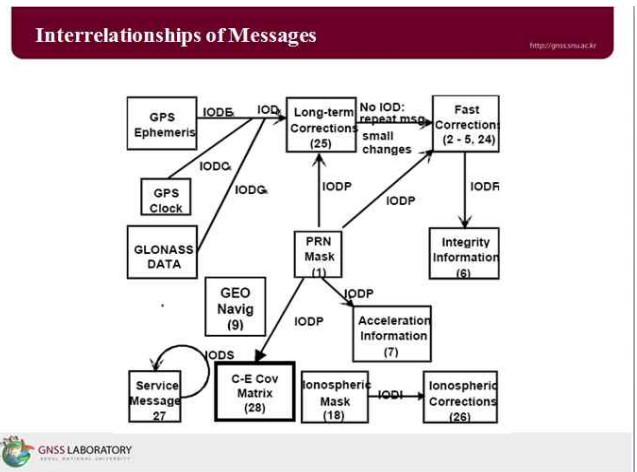 Interrelationships of Messages
http://gnss.snu.ac.kr
GPS
Ephemeris
IODE
IOD
Long-term
Corrections
(25)
No IOD:
repeat msg
small
changes
Fast
Corrections
(2 - 5, 24)
IODC
GPS
Clock
IODG
IODP
IODP
IODF
GLONASS
DATA
PRN
Mask
(1)
Integrity
Information
(6)
GEO
Navig
(9)
IODP
IODP
Acceleration
Information
(7)
IODS
Service
Message
27
C-E Cov
Matrix
(28)
Ionospheric
Mask
(18)
IODI
Ionospheric
Corrections
(26)
GNSS LABORATORY
SEOUL NATIONAL UNIVERSITY